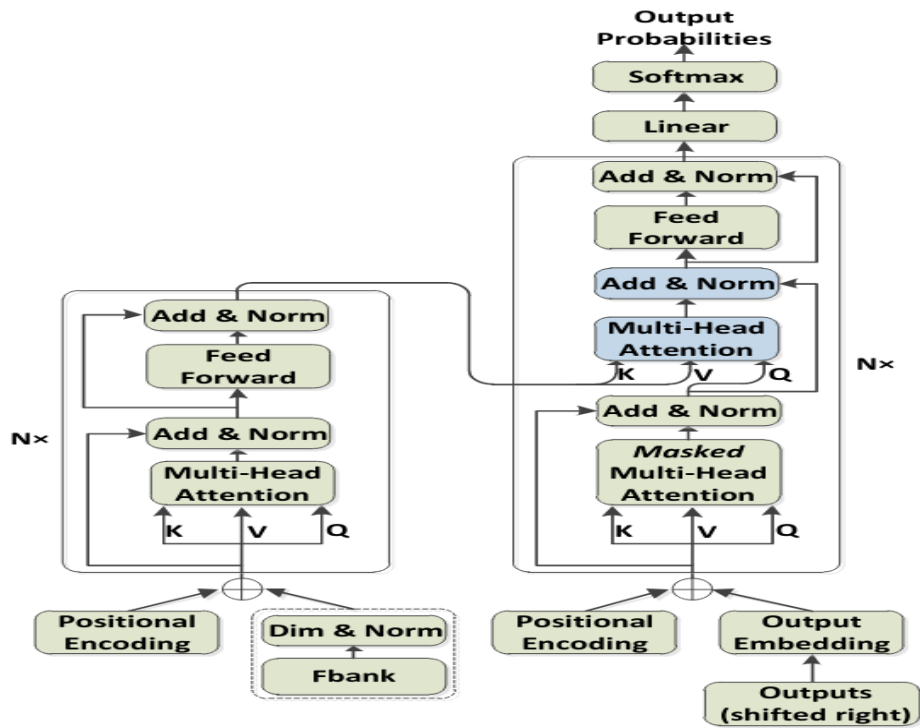 Output
Probabilities
Softmax
Linear
Add & Norm
Feed
Forward
Add & Norm
Multi-Head
Attention
K V Q
Add & Norm
Masked
Multi-Head
Attention
K V Q
N×
Positional
Encoding
Output
Embedding
Outputs
(shifted right)
Add & Norm
Feed
Forward
Add & Norm
Multi-Head
Attention
K V Q
N×
Positional
Encoding
Dim & Norm
Fbank